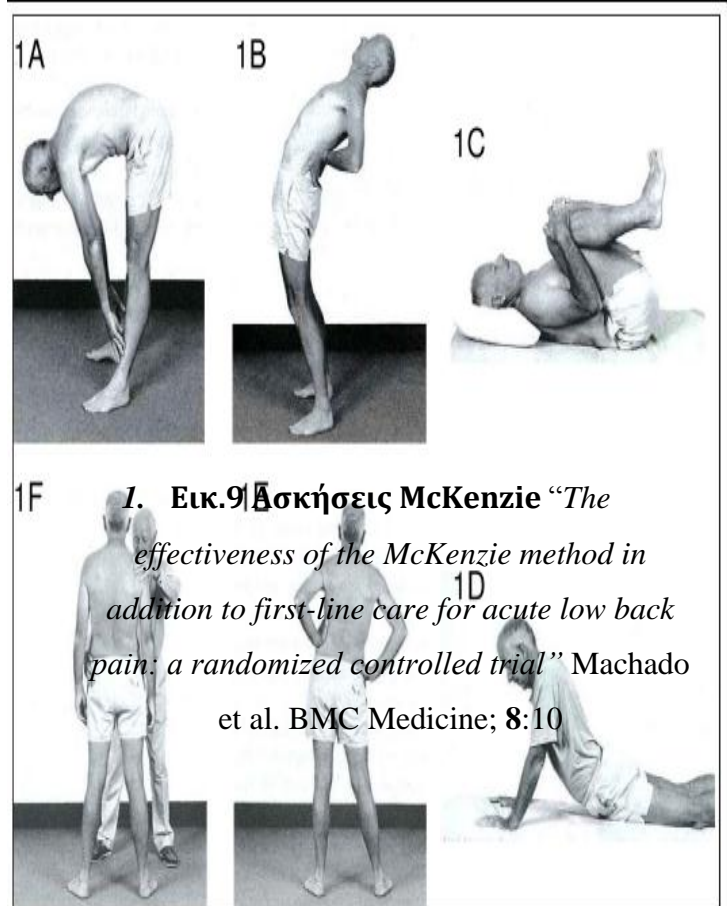 1A
1B
1C
1F
1. Εικ.9 Ασκήσεις McKenzie “The
1E
effectiveness of the McKenzie method in
1D
addition to first-line care for acute low back
pain: a randomized controlled trial” Machado
et al. BMC Medicine; 8:10